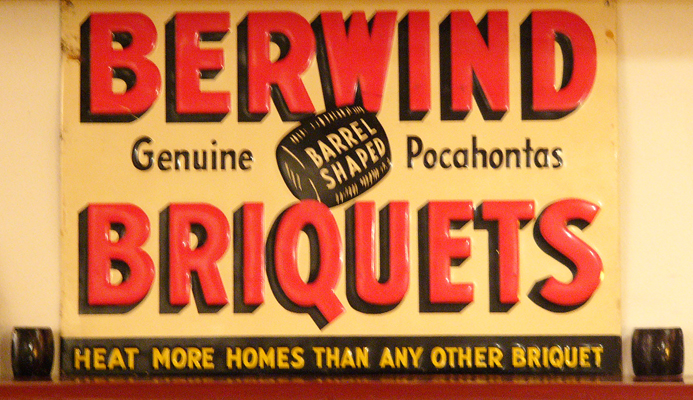 BERWIND
Genuine BARREL SHAPED Pocahontas
BRIQUETS
HEAT MORE HOMES THAN ANY OTHER BRIQUET